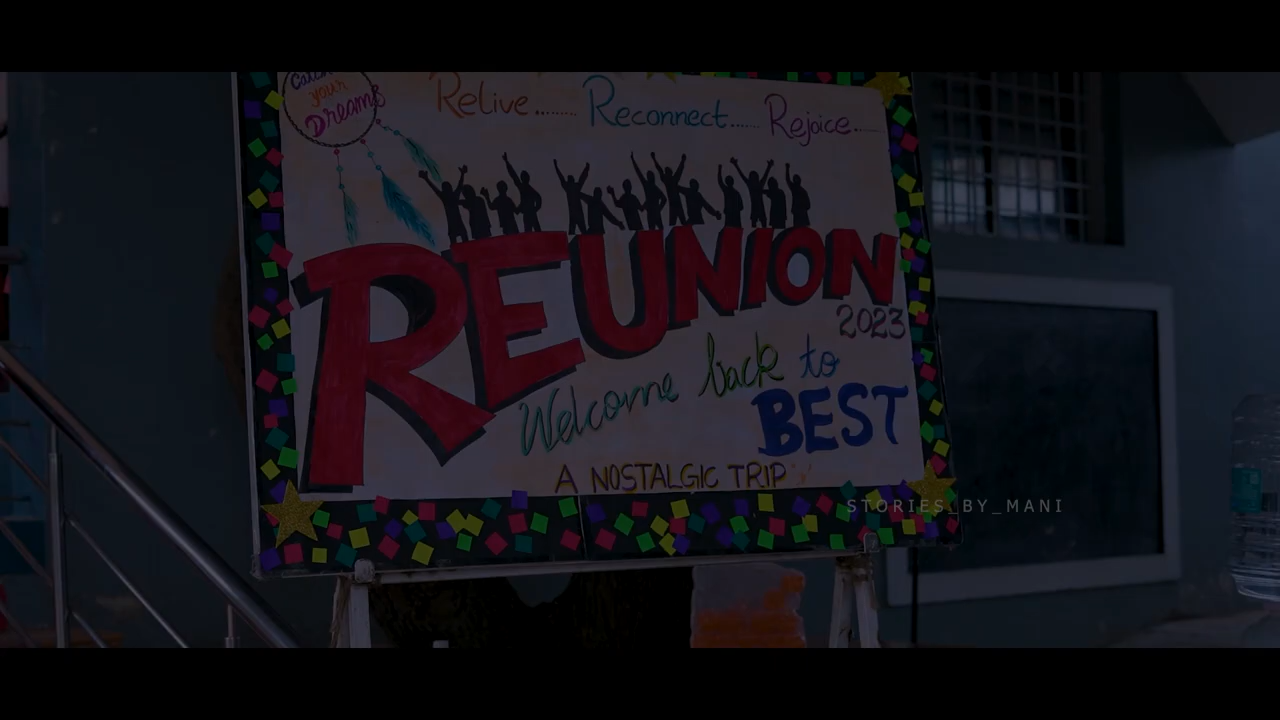 Catch
your
Dreams
Relive........ Reconnect...... Rejoice......
REUNION
2023
Welcome back to
BEST
A NOSTALGIC TRIP
STORIES_BY_MANI